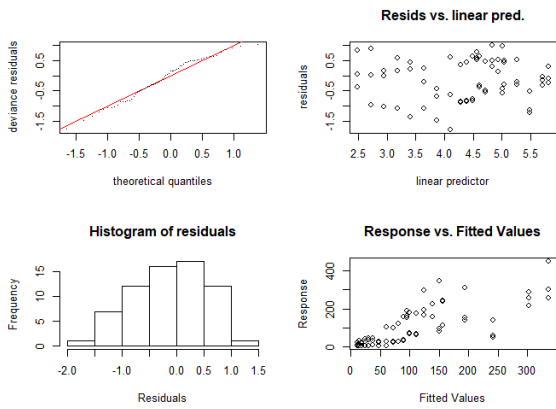 deviance residuals
-1.5 -0.5 0.5
-1.5 -1.0 -0.5 0.0 0.5 1.0
theoretical quantiles
Resids vs. linear pred.
residuals
-1.5 -0.5 0.5
2.5 3.0 3.5 4.0 4.5 5.0 5.5
linear predictor
Histogram of residuals
Frequency
0 5 10 15
-2.0 -1.0 0.0 0.5 1.0 1.5
Residuals
Response vs. Fitted Values
Response
0 200 400
50 100 150 200 250 300
Fitted Values